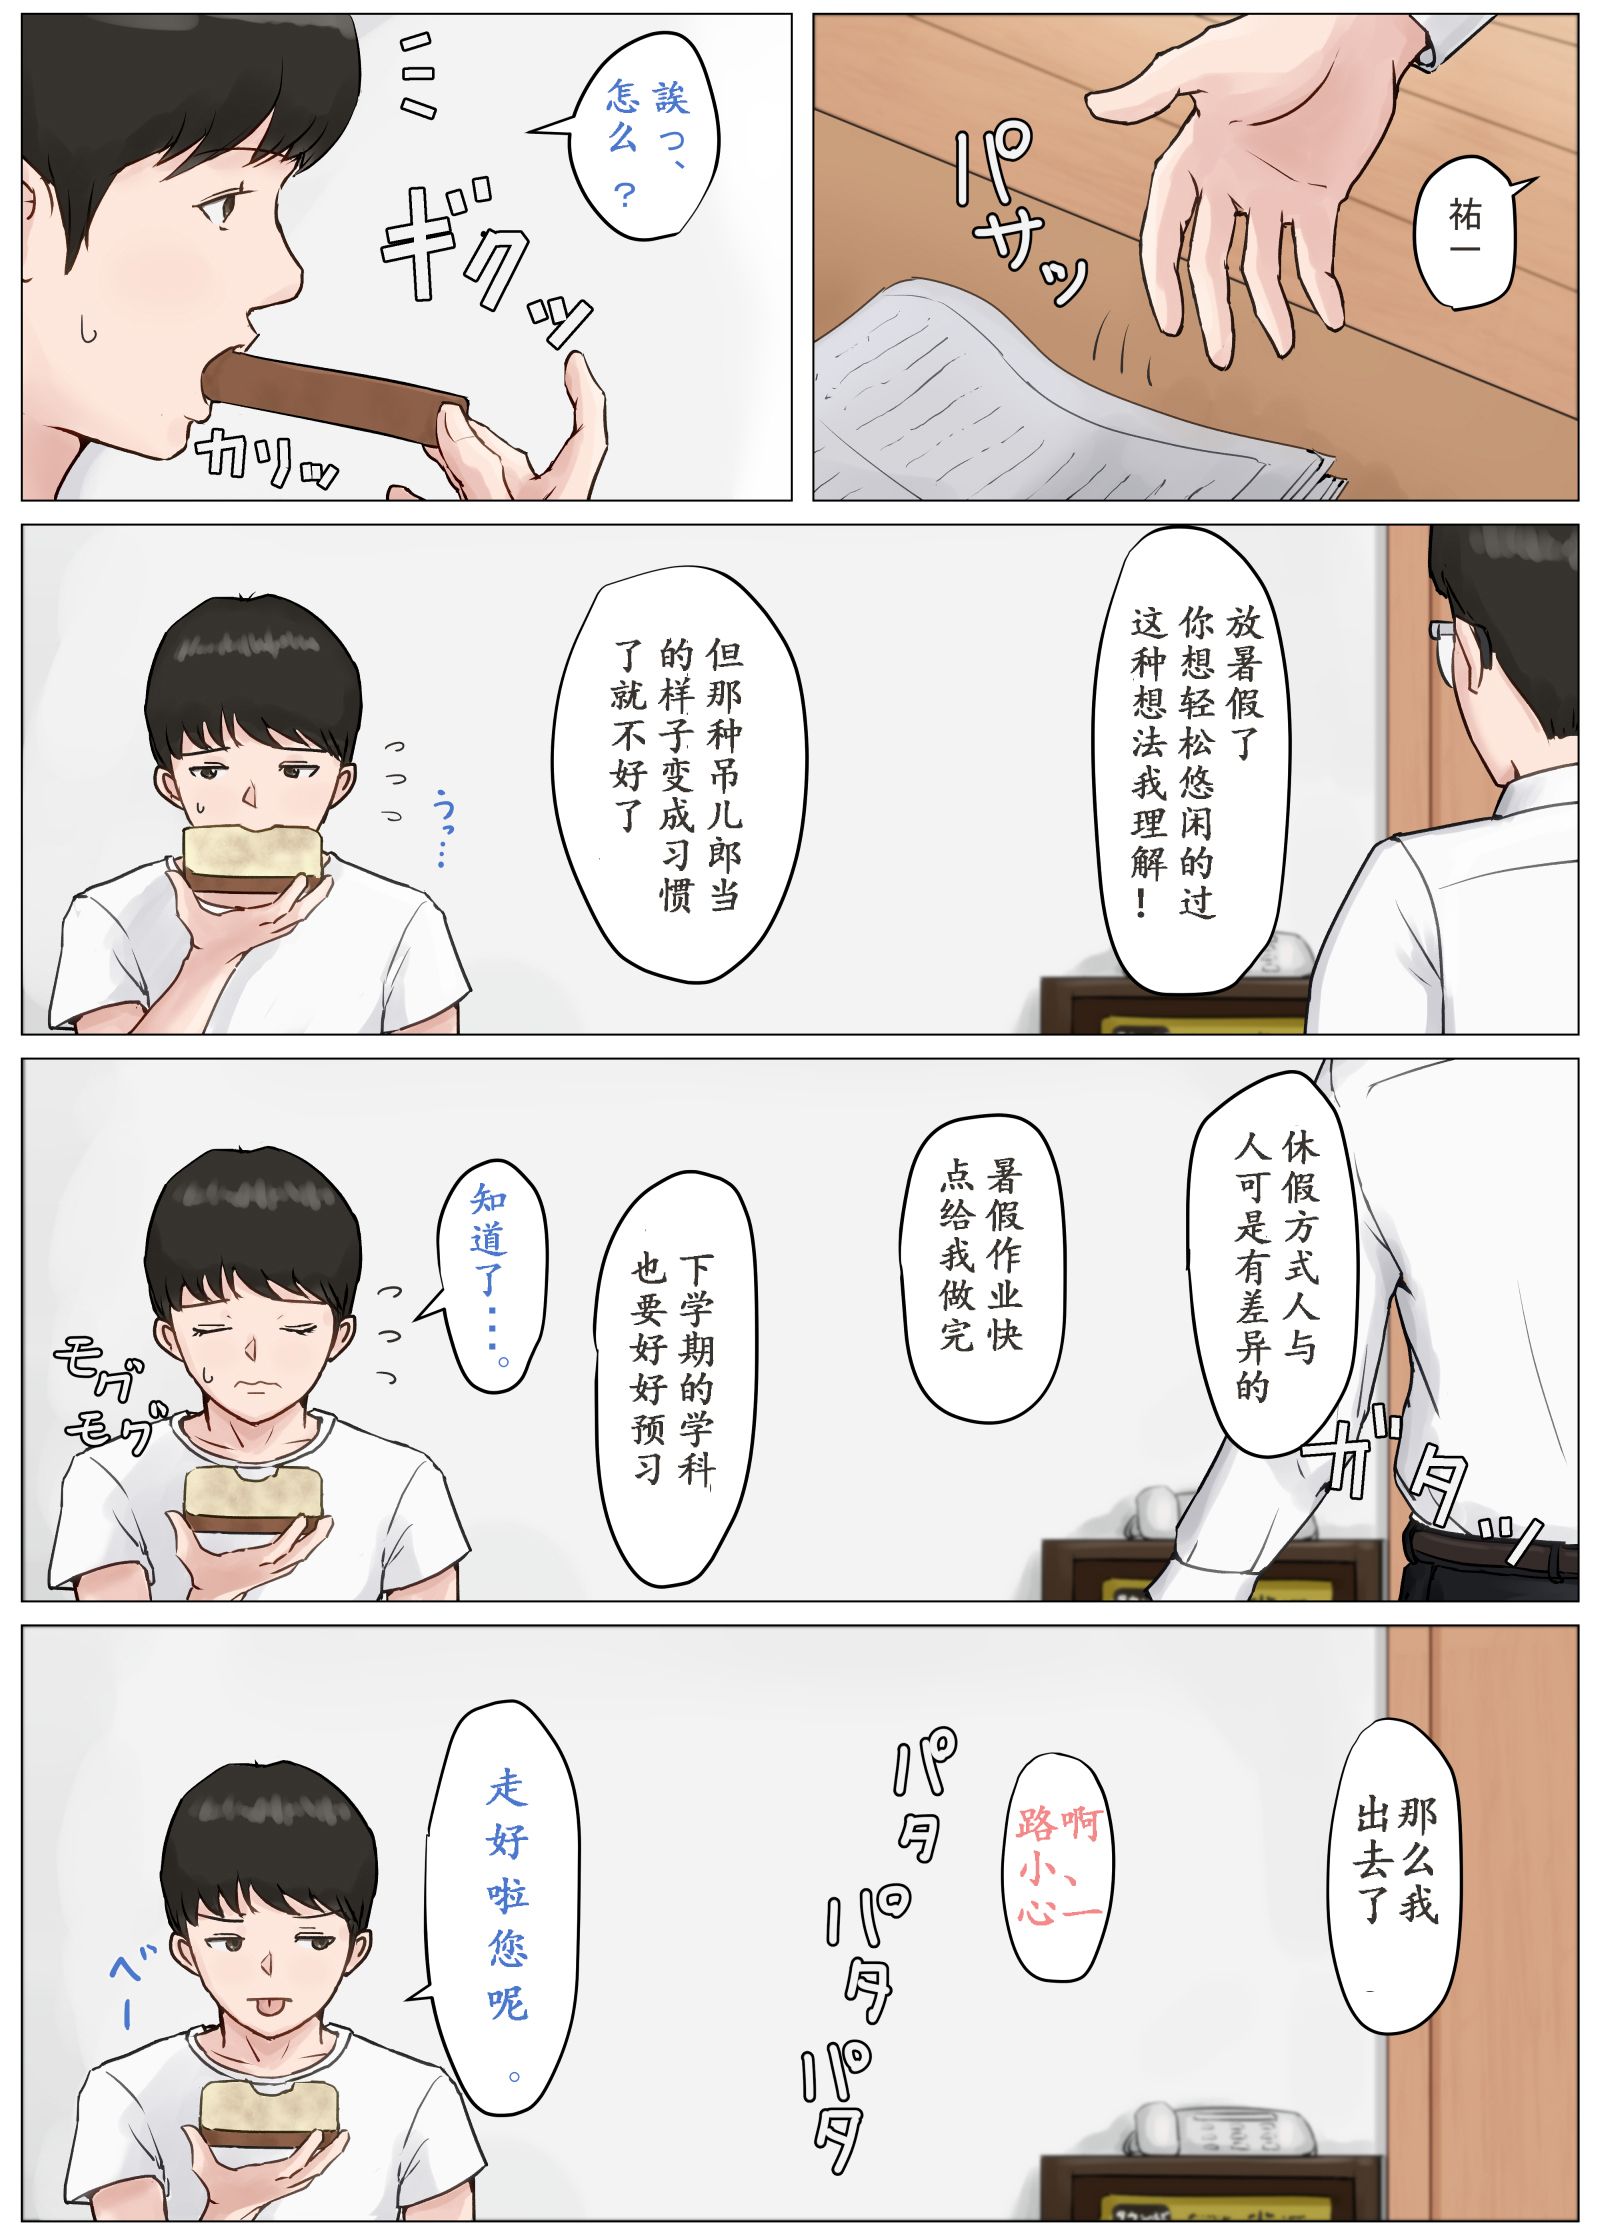 祐一
パサッ
誒っ、
怎么？
ギクッ
カリッ
放暑假了
你想轻松悠闲的过
这种想法我理解！
但那种吊儿郎当
的样子变成习惯
了就不好了
うっ…
休假方式人与
人可是有差异的
ガタッ
暑假作业快
点给我做完
下学期的学科
也要好好预习
知道了・・・。
モグモグ
那么我
出去了
啊、一
路小心
パタパタパタ
走好啦您呢。
べー